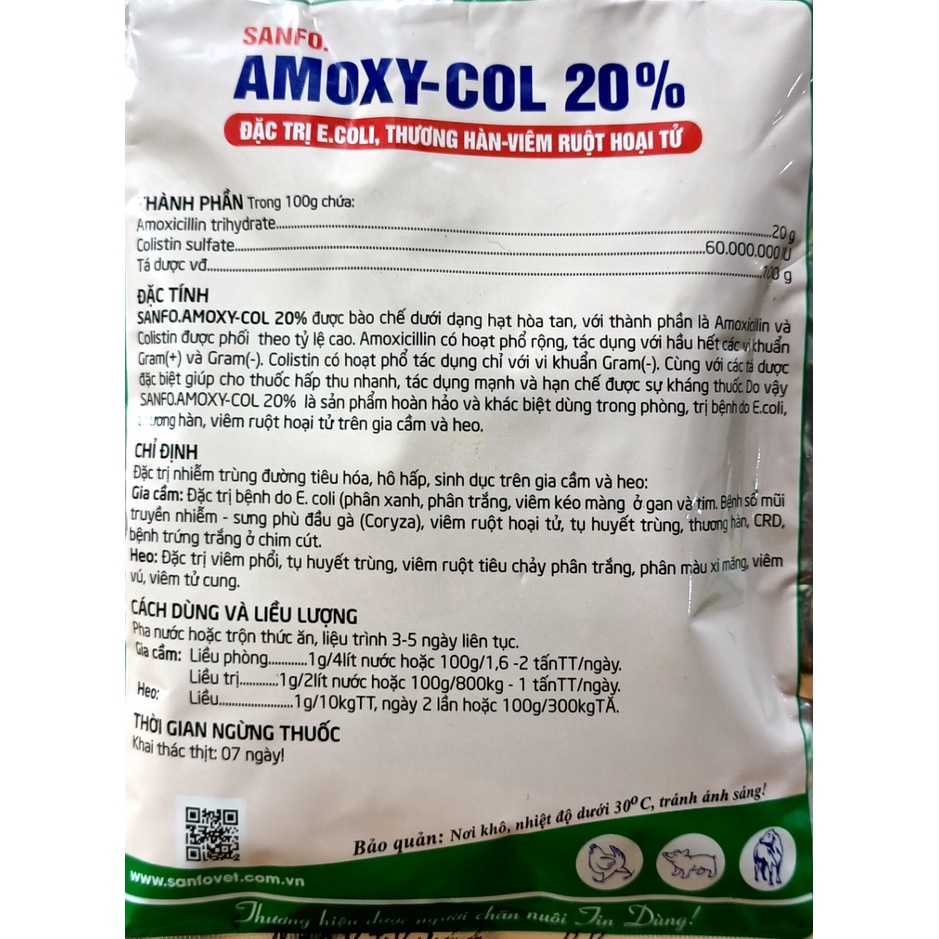 SANFO.
AMOXY-COL 20%
ĐẶC TRỊ E.COLI, THƯƠNG HÀN-VIÊM RUỘT HOẠI TỬ
THÀNH PHẦN Trong 100g chứa:
Amoxicillin trihydrate....................20 g
Colistin sulfate....................60.000.000 IU
Tá dược vđ....................100 g
ĐẶC TÍNH
SANFO.AMOXY-COL 20% được bào chế dưới dạng hạt hòa tan, với thành phần là Amoxicilin và
Colistin được phối theo tỷ lệ cao. Amoxicillin có hoạt phổ rộng, tác dụng với hầu hết các vi khuẩn
Gram(+) và Gram(-). Colistin có hoạt phổ tác dụng chỉ với vi khuẩn Gram(-). Cùng với các tá dược
đặc biệt giúp cho thuốc hấp thu nhanh, tác dụng mạnh và hạn chế được sự kháng thuốc Do vậy
SANFO.AMOXY-COL 20% là sản phẩm hoàn hảo và khác biệt dùng trong phòng, trị bệnh do E.coli,
thương hàn, viêm ruột hoại tử trên gia cầm và heo.
CHỈ ĐỊNH
Đặc trị nhiễm trùng đường tiêu hóa, hô hấp, sinh dục trên gia cầm và heo:
Gia cầm: Đặc trị bệnh do E. coli (phân xanh, phân trắng, viêm kéo màng ở gan và tim. Bệnh sổ mũi
truyền nhiễm - sưng phù đầu gà (Coryza), viêm ruột hoại tử, tụ huyết trùng, thương hàn, CRD,
bệnh trứng trắng ở chim cút.
Heo: Đặc trị viêm phổi, tụ huyết trùng, viêm ruột tiêu chảy phân trắng, phân màu xi măng, viêm
vú, viêm tử cung.
CÁCH DÙNG VÀ LIỀU LƯỢNG
Pha nước hoặc trộn thức ăn, liệu trình 3-5 ngày liên tục.
Gia cầm: Liều phòng............1g/4lít nước hoặc 100g/1,6 -2 tấnTT/ngày.
Liều trị............1g/2lít nước hoặc 100g/800kg - 1 tấnTT/ngày.
Heo: Liều.......................1g/10kgTT, ngày 2 lần hoặc 100g/300kgTĂ.
THỜI GIAN NGỪNG THUỐC
Khai thác thịt: 07 ngày!
Bảo quản: Nơi khô, nhiệt độ dưới 30°C, tránh ánh sáng!
www.sanfovet.com.vn
Thương hiệu được người chăn nuôi Tin Dùng!